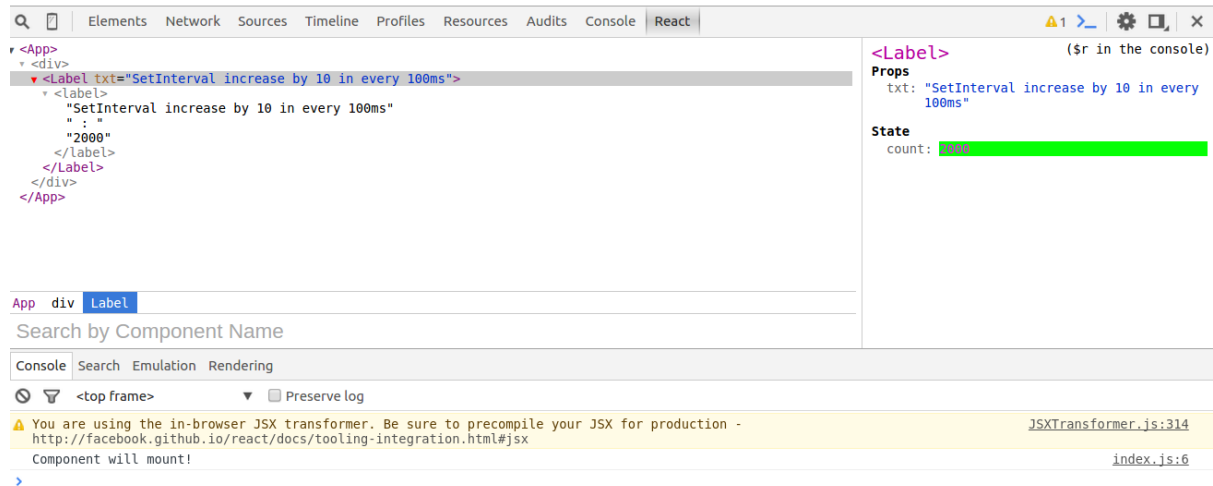 Elements Network Sources Timeline Profiles Resources Audits Console React 1
<App>
<div>
<Label txt="SetInterval increase by 10 in every 100ms">
<label>
"SetInterval increase by 10 in every 100ms"
" : "
"2000"
</label>
</Label>
</div>
</App>
App div Label
Search by Component Name
<Label> ($r in the console)
Props
txt: "SetInterval increase by 10 in every
100ms"
State
count: 2000
Console Search Emulation Rendering
<top frame> ▼ Preserve log
You are using the in-browser JSX transformer. Be sure to precompile your JSX for production - JSXTransformer.js:314
http://facebook.github.io/react/docs/tooling-integration.html#jsx
Component will mount! index.js:6